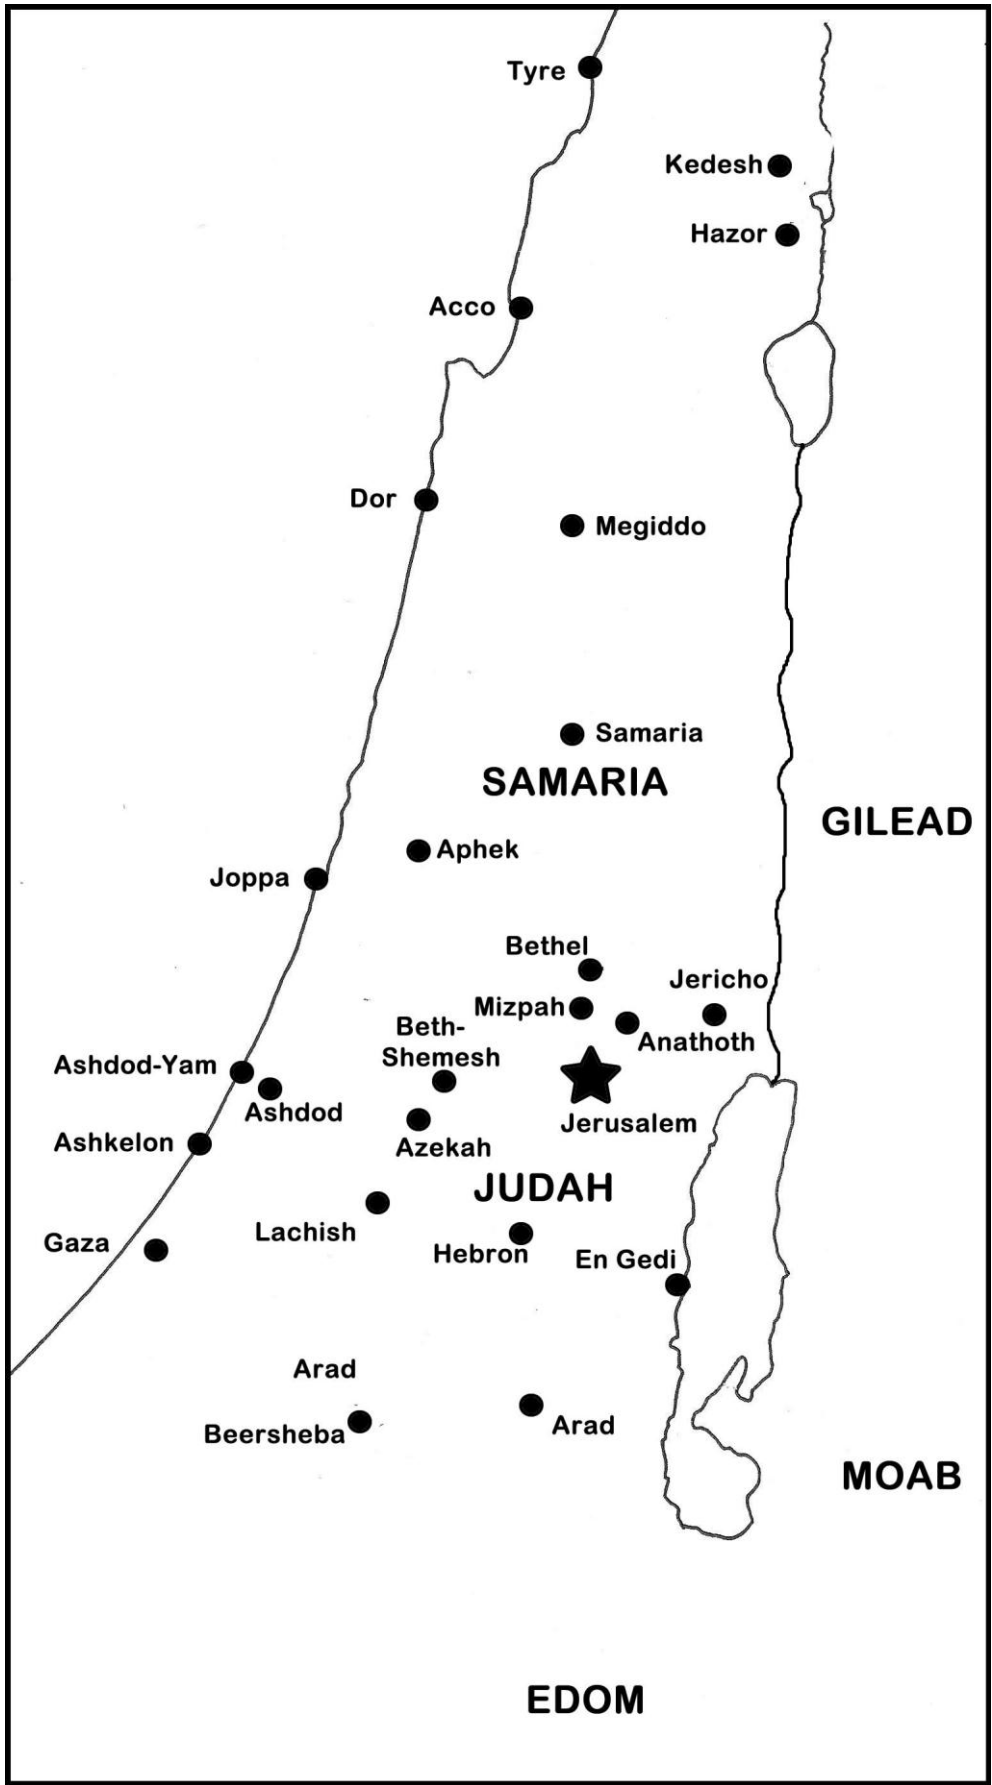 Tyre
Kedesh
Hazor
Acco
Dor
Megiddo
Samaria
SAMARIA
GILEAD
Aphek
Joppa
Bethel
Jericho
Mizpah
Beth-
Shemesh
Anathoth
Ashdod-Yam
Ashdod
Jerusalem
Ashkelon
Azekah
JUDAH
Lachish
Gaza
Hebron
En Gedi
Arad
Beersheba
Arad
MOAB
EDOM